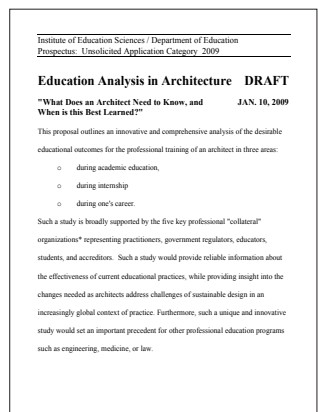 Institute of Education Sciences / Department of Education
Prospectus:  Unsolicited Application Category  2009
Education Analysis in Architecture   DRAFT
"What Does an Architect Need to Know, and JAN. 10, 2009
When is this Best Learned?"
This proposal outlines an innovative and comprehensive analysis of the desirable
educational outcomes for the professional training of an architect in three areas:
o during academic education,
o during internship
o during one's career.
Such a study is broadly supported by the five key professional "collateral"
organizations* representing practitioners, government regulators, educators,
students, and accreditors.  Such a study would provide reliable information about
the effectiveness of current educational practices, while providing insight into the
changes needed as architects address challenges of sustainable design in an
increasingly global context of practice. Furthermore, such a unique and innovative
study would set an important precedent for other professional education programs
such as engineering, medicine, or law.